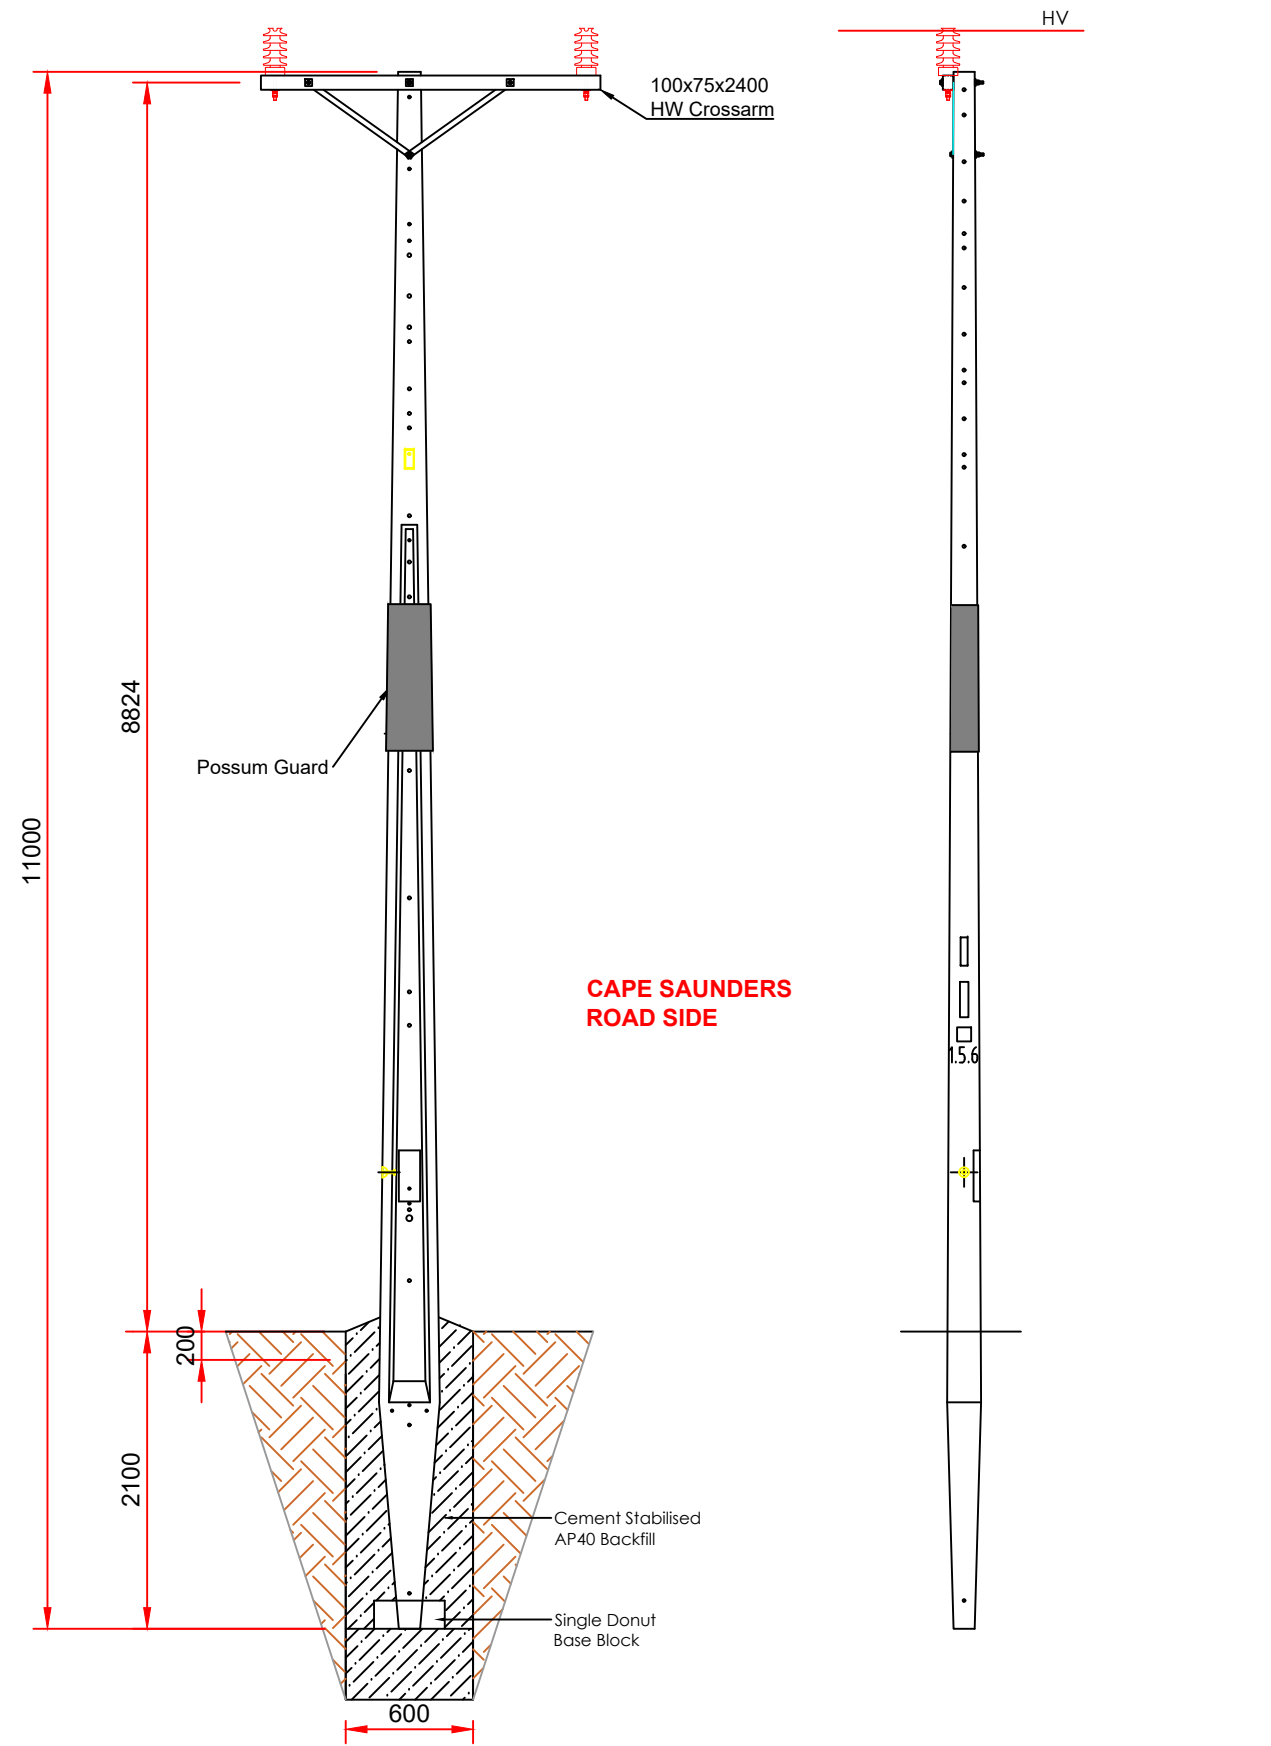 HV
100x75x2400
HW Crossarm
8824
Possum Guard
11000
CAPE SAUNDERS
ROAD SIDE
1.5.6
200
2100
Cement Stabilised
AP40 Backfill
Single Donut
Base Block
600